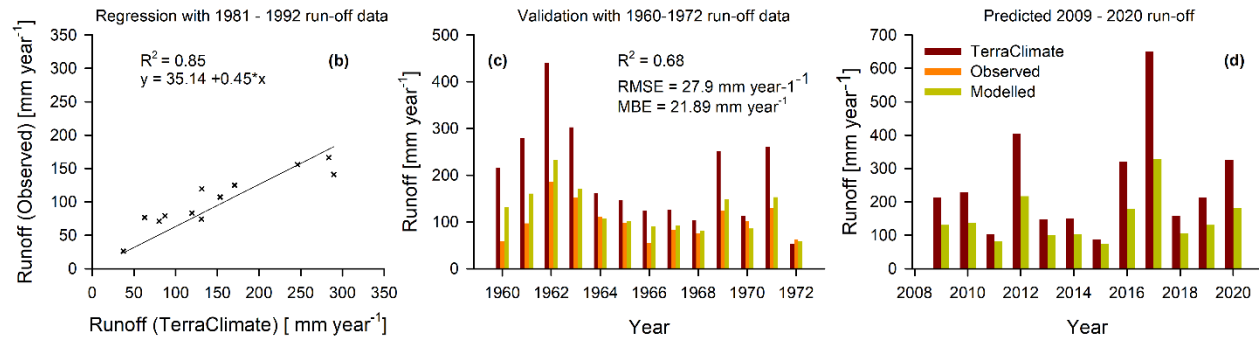 Regression with 1981 - 1992 run-off data
Runoff (Observed) [mm year-1]
350
300
250
200
150
100
50
0
R2 = 0.85
y = 35.14 +0.45*x
(b)
0 50 100 150 200 250 300 350
Runoff (TerraClimate) [ mm year-1]
Validation with 1960-1972 run-off data
Runoff [mm year-1]
500
400
300
200
100
0
(c)
R2 = 0.68
RMSE = 27.9 mm year-1-1
MBE = 21.89 mm year-1
1960 1962 1964 1966 1968 1970 1972
Year
Predicted 2009 - 2020 run-off
Runoff [mm year-1]
700
600
500
400
300
200
100
0
TerraClimate
Observed
Modelled
(d)
2008 2010 2012 2014 2016 2018 2020
Year